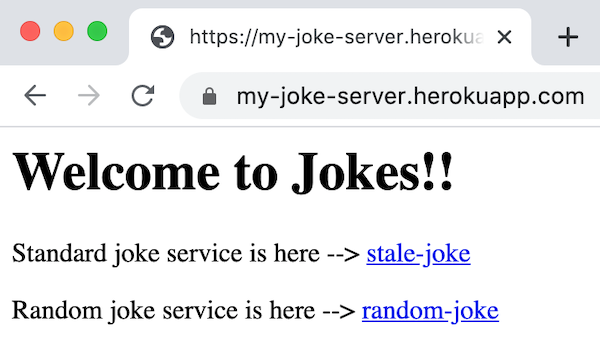 https://my-joke-server.heroku
my-joke-server.herokuapp.com
Welcome to Jokes!!
Standard joke service is here --> stale-joke
Random joke service is here --> random-joke